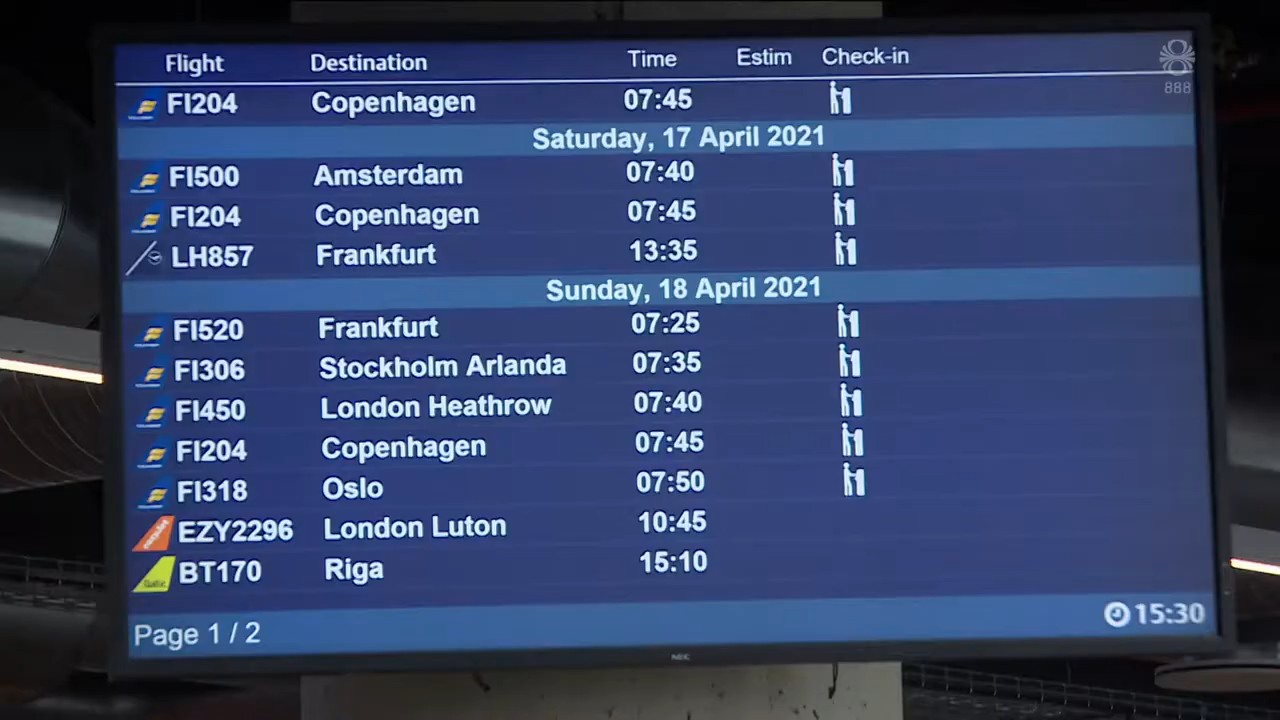 Flight Destination Time Estim Check-in
888
FI204 Copenhagen 07:45
Saturday, 17 April 2021
FI500 Amsterdam 07:40
FI204 Copenhagen 07:45
LH857 Frankfurt 13:35
Sunday, 18 April 2021
FI520 Frankfurt 07:25
FI306 Stockholm Arlanda 07:35
FI450 London Heathrow 07:40
FI204 Copenhagen 07:45
FI318 Oslo 07:50
EZY2296 London Luton 10:45
BT170 Riga 15:10
Page 1 / 2 15:30
NEC